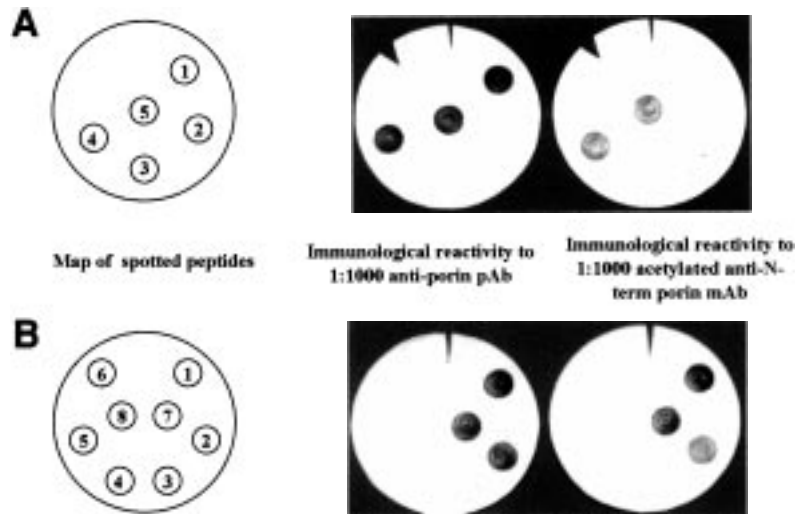 A
1
5
4
2
3
Map of spotted peptides
Immunological reactivity to
1:1000 anti-porin pAb
Immunological reactivity to
1:1000 acetylated anti-N-
term porin mAb
B
6
1
8
7
5
2
4
3